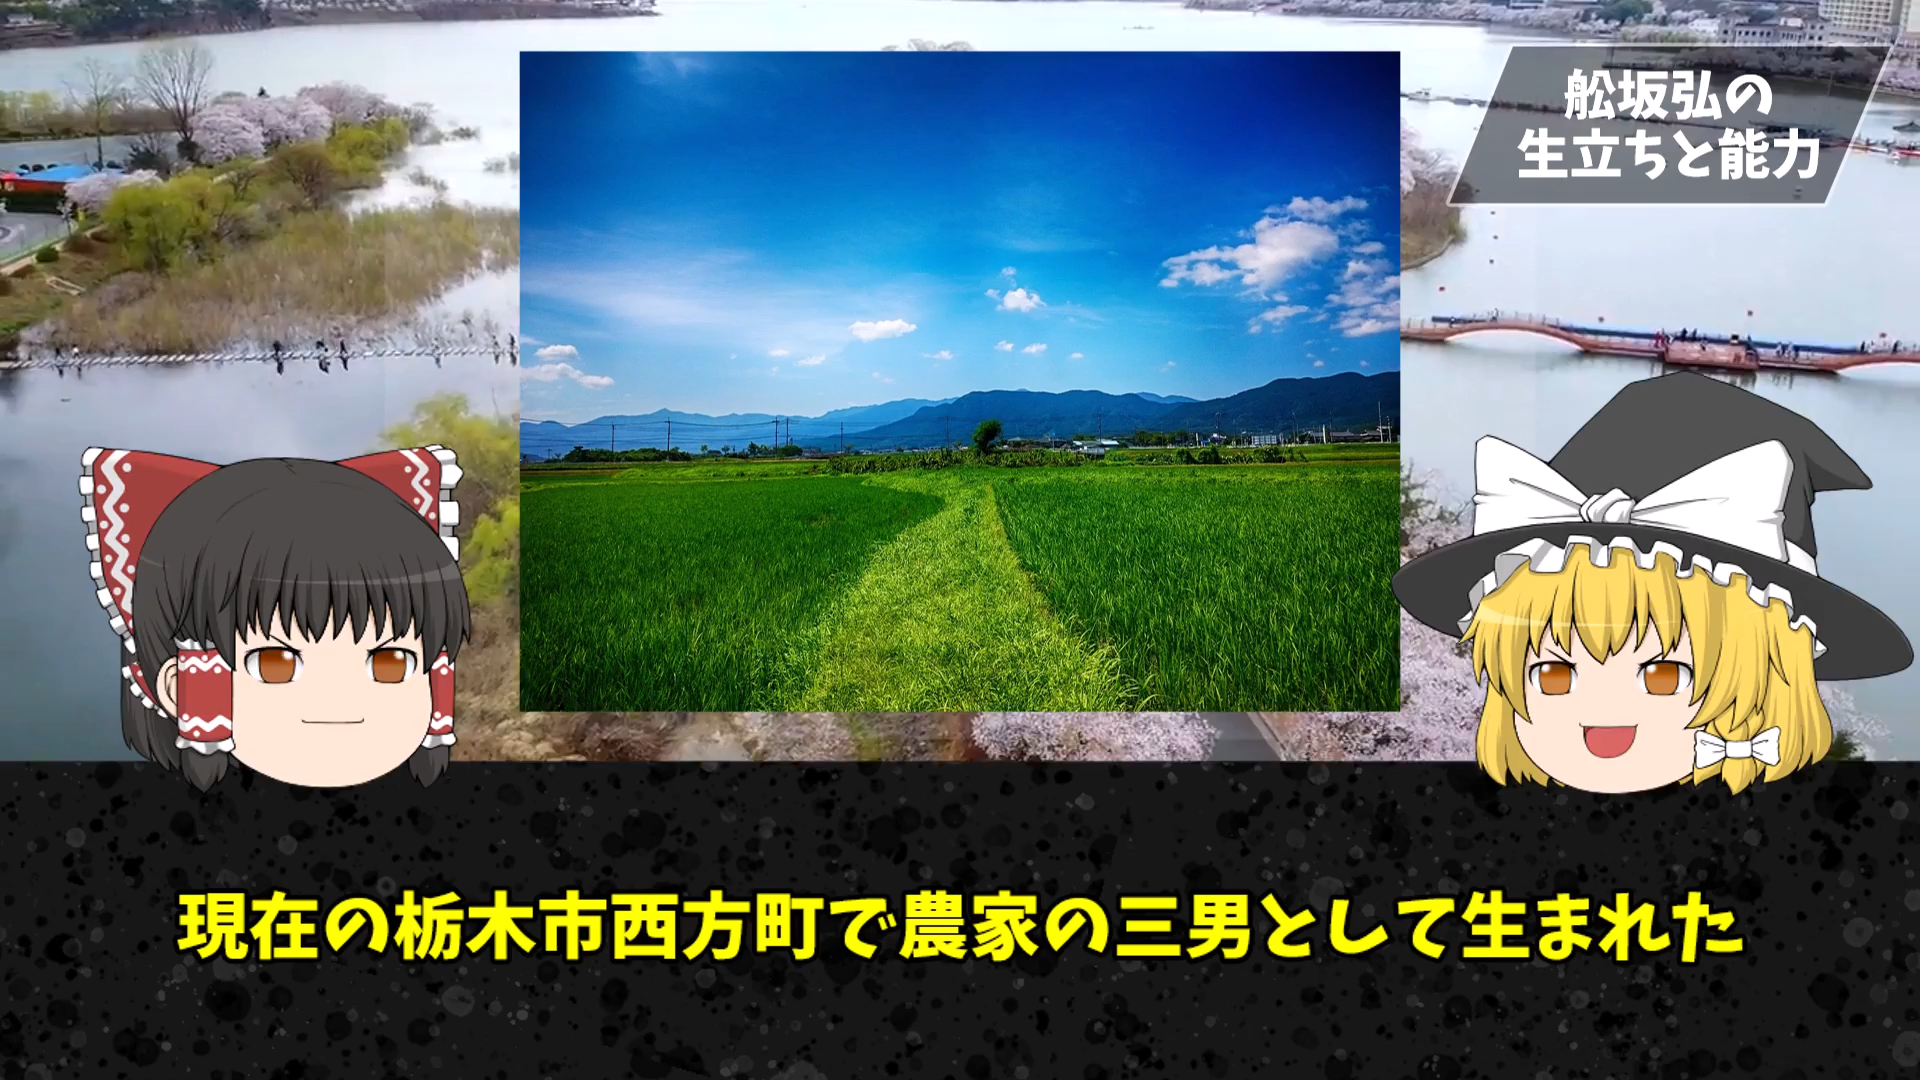 舩坂弘の
生立ちと能力
現在の栃木市西方町で農家の三男として生まれた